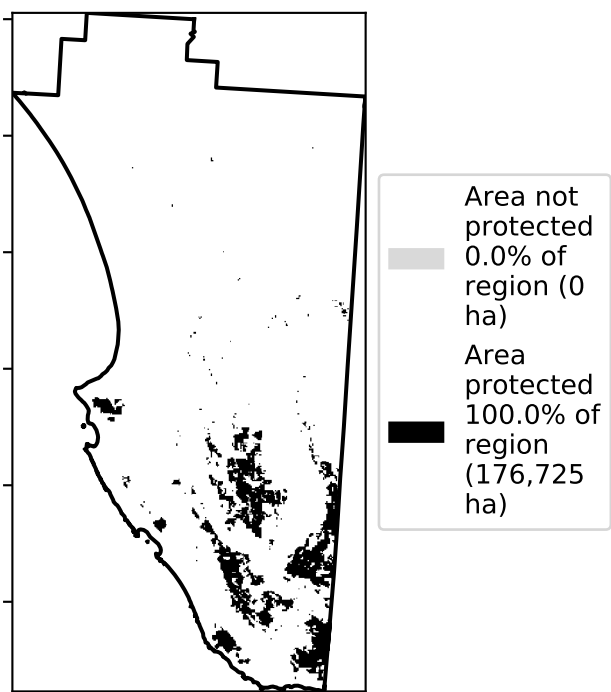 Area not
protected
0.0% of
region (0
ha)
Area
protected
100.0% of
region
(176,725
ha)